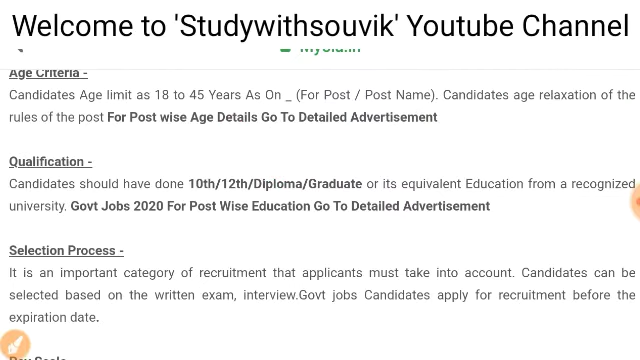 Welcome to 'Studywithsouvik' Youtube Channel
Age Criteria -
Candidates Age limit as 18 to 45 Years As On _ (For Post / Post Name). Candidates age relaxation of the
rules of the post For Post wise Age Details Go To Detailed Advertisement
Qualification -
Candidates should have done 10th/12th/Diploma/Graduate or its equivalent Education from a recognized
university. Govt Jobs 2020 For Post Wise Education Go To Detailed Advertisement
Selection Process -
It is an important category of recruitment that applicants must take into account. Candidates can be
selected based on the written exam, interview.Govt jobs Candidates apply for recruitment before the
expiration date.